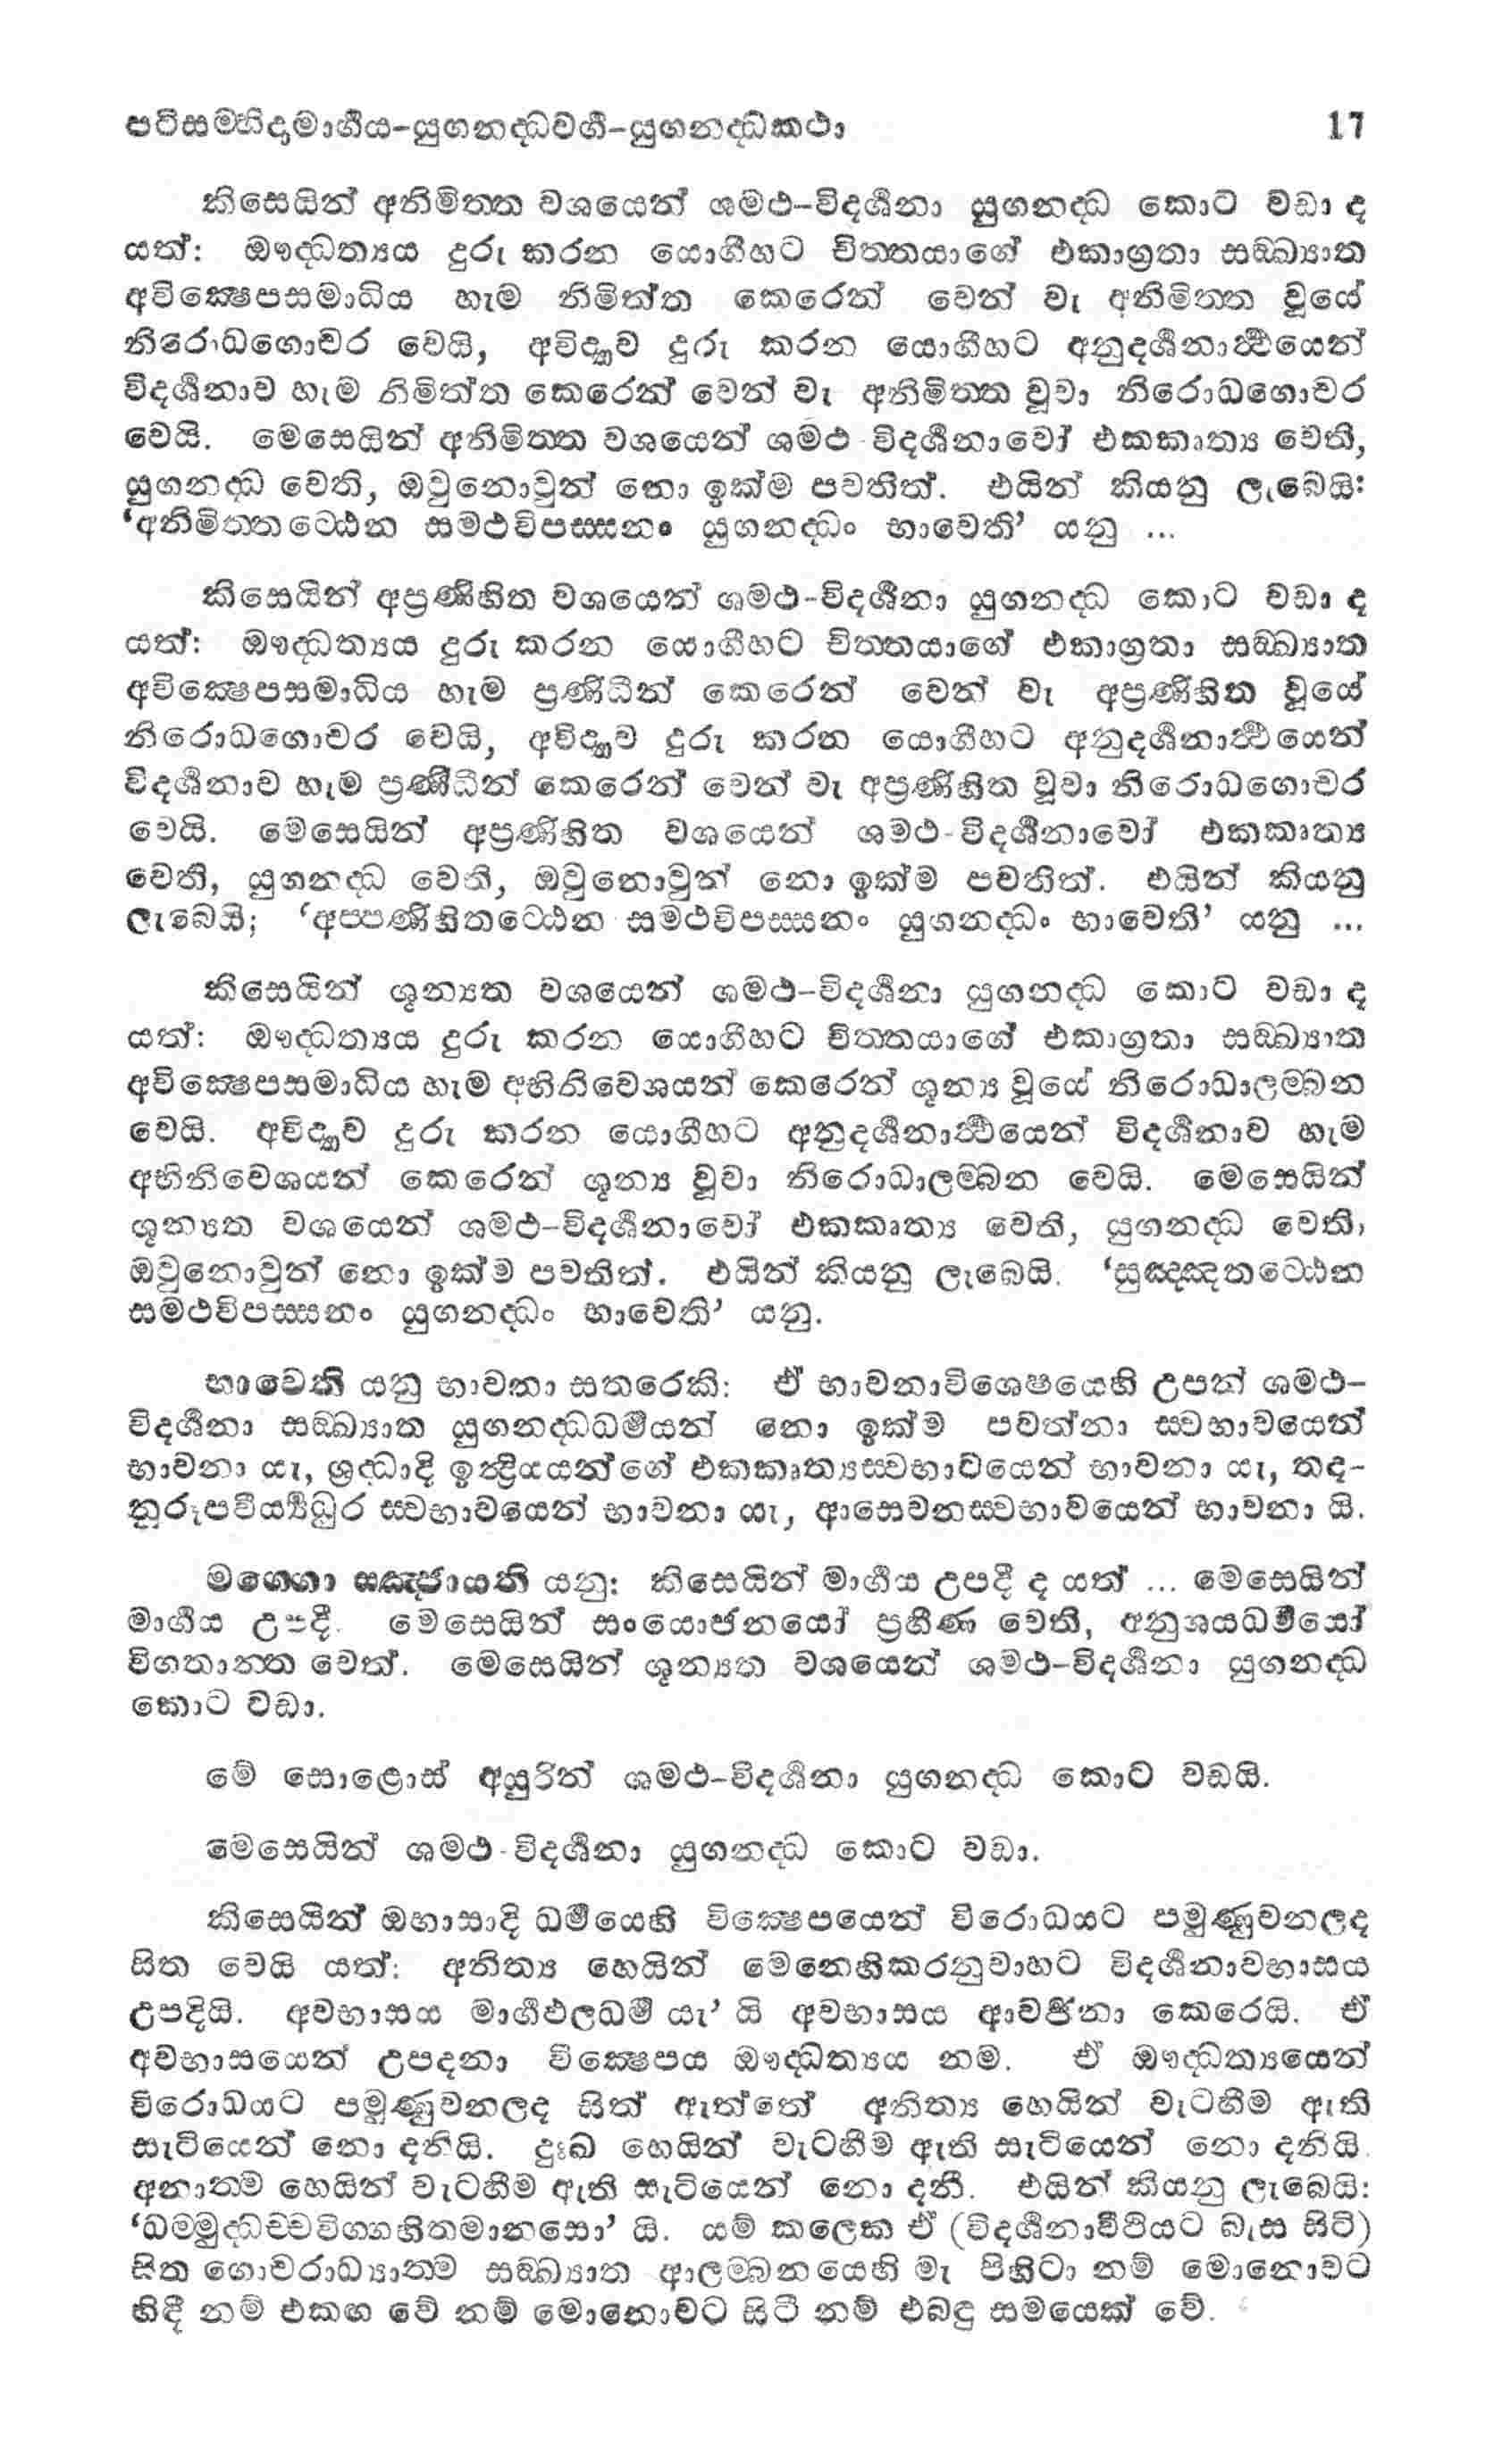 පටිසම්භිදාමාර්ගය-යුගනද්ධවර්ග-යුගනද්ධකථා 17
කිසෙයින් අනිමිත්ත වශයෙන් ශමථ-විදර්ශනා යුගනද්ධ කොට වඩා ද
යත්: ඖද්ධත්‍යය දුරු කරන යොගීහට චිත්තයාගේ එකාග්‍රතා සඞ්ඛ්‍යාත
අවික්‍ෂෙපසමාධිය හැම නිමිත්ත කෙරෙන් වෙන් වැ අනිමිත්ත වූයේ
නිරොධගොචර වෙයි, අවිද්‍යාව දුරු කරන යොගීහට අනුදර්ශනාර්ථයෙන්
විදර්ශනාව හැම නිමිත්ත කෙරෙන් වෙන් වැ අනිමිත්ත වූවා නිරොධගොචර
වෙයි. මෙසෙයින් අනිමිත්ත වශයෙන් ශමථ-විදර්ශනාවෝ එකකෘත්‍ය වෙති,
යුගනද්ධ වෙති, ඔවුනොවුන් නො ඉක්ම පවතිත්. එයින් කියනු ලැබෙයි:
‘අනිමිත්තට්ඨෙන සමථවිපස්සනං යුගනද්ධං භාවෙති’ යනු ...
කිසෙයින් අප්‍රණිහිත වශයෙන් ශමථ-විදර්ශනා යුගනද්ධ කොට වඩා ද
යත්: ඖද්ධත්‍යය දුරු කරන යොගීහට චිත්තයාගේ එකාග්‍රතා සඞ්ඛ්‍යාත
අවික්‍ෂෙපසමාධිය හැම ප්‍රණිධීන් කෙරෙන් වෙන් වැ අප්‍රණිහිත වූයේ
නිරොධගොචර වෙයි, අවිද්‍යාව දුරු කරන යොගීහට අනුදර්ශනාර්ථයෙන්
විදර්ශනාව හැම ප්‍රණිධීන් කෙරෙන් වෙන් වැ අප්‍රණිහිත වූවා නිරොධගොචර
වෙයි. මෙසෙයින් අප්‍රණිහිත වශයෙන් ශමථ-විදර්ශනාවෝ එකකෘත්‍ය
වෙති, යුගනද්ධ වෙති, ඔවුනොවුන් නො ඉක්ම පවතිත්. එයින් කියනු
ලැබෙයි; ‘අප්පණිහිතට්ඨෙන සමථවිපස්සනං යුගනද්ධං භාවෙති’ යනු ...
කිසෙයින් ශූන්‍යත වශයෙන් ශමථ-විදර්ශනා යුගනද්ධ කොට වඩා ද
යත්: ඖද්ධත්‍යය දුරු කරන යොගීහට චිත්තයාගේ එකාග්‍රතා සඞ්ඛ්‍යාත
අවික්‍ෂෙපසමාධිය හැම අභිනිවෙශයන් කෙරෙන් ශූන්‍ය වූයේ නිරොධාලම්බන
වෙයි. අවිද්‍යාව දුරු කරන යොගීහට අනුදර්ශනාර්ථයෙන් විදර්ශනාව හැම
අභිනිවෙශයන් කෙරෙන් ශූන්‍ය වූවා නිරොධාලම්බන වෙයි. මෙසෙයින්
ශූන්‍යත වශයෙන් ශමථ-විදර්ශනාවෝ එකකෘත්‍ය වෙති, යුගනද්ධ වෙති,
ඔවුනොවුන් නො ඉක්ම පවතිත්. එයින් කියනු ලැබෙයි. ‘සුඤ්ඤතට්ඨෙන
සමථවිපස්සනං යුගනද්ධං භාවෙති’ යනු.
භාවෙති යනු භාවනා සතරෙකි: ඒ භාවනාවිශෙෂයෙහි උපන් ශමථ-
විදර්ශනා සඞ්ඛ්‍යාත යුගනද්ධධර්මයන් නො ඉක්ම පවත්නා ස්වභාවයෙන්
භාවනා යැ, ශ්‍රද්ධාදි ඉන්‍ද්‍රියයන්ගේ එකකෘත්‍යස්වභාවයෙන් භාවනා යැ, තද-
නුරූපවීර්‍ය්‍යධුර ස්වභාවයෙන් භාවනා යැ, ආසෙවනස්වභාවයෙන් භාවනා යි.
මග්ගො සඤ්ජායති යනු: කිසෙයින් මාර්ගය උපදී ද යත් ... මෙසෙයින්
මාර්ගය උපදී. මෙසෙයින් සංයොජනයෝ ප්‍රහීණ වෙති, අනුශයධර්මයෝ
විගතාන්ත වෙත්. මෙසෙයින් ශූන්‍යත වශයෙන් ශමථ-විදර්ශනා යුගනද්ධ
කොට වඩා.
මේ සොළොස් අයුරින් ශමථ-විදර්ශනා යුගනද්ධ කොට වඩයි.
මෙසෙයින් ශමථ-විදර්ශනා යුගනද්ධ කොට වඩා.
කිසෙයින් ඔභාසාදි ධර්මයෙහි වික්‍ෂෙපයෙන් විරොධයට පමුණුවනලද
සිත වෙයි යත්: අනිත්‍ය හෙයින් මෙනෙහිකරනුවාහට විදර්ශනාවභාසය
උපදියි. අවභාසය මාර්ගඵලධර්ම යැ’ යි අවභාසය ආවර්ජනා කෙරෙයි. ඒ
අවභාසයෙන් උපදනා වික්‍ෂෙපය ඖද්ධත්‍යය නම. ඒ ඖද්ධත්‍යයෙන්
විරොධයට පමුණුවනලද සිත් ඇත්තේ අනිත්‍ය හෙයින් වැටහීම ඇති
සැටියෙන් නො දනියි. දුඃඛ හෙයින් වැටහීම ඇති සැටියෙන් නො දනියි.
අනාත්ම හෙයින් වැටහීම ඇති සැටියෙන් නො දනී. එයින් කියනු ලැබෙයි:
‘ධම්මුද්ධච්චවිග්ගහිතමානසො’ යි. යම් කලෙක ඒ (විදර්ශනාවීථියට බැස සිටි)
සිත ගොචරාධ්‍යාත්ම සඞ්ඛ්‍යාත ආලම්බනයෙහි මැ පිහිටා නම් මොනොවට
හිඳී නම් එකඟ වේ නම් මොනොවට සිටී නම් එබඳු සමයෙක් වේ.